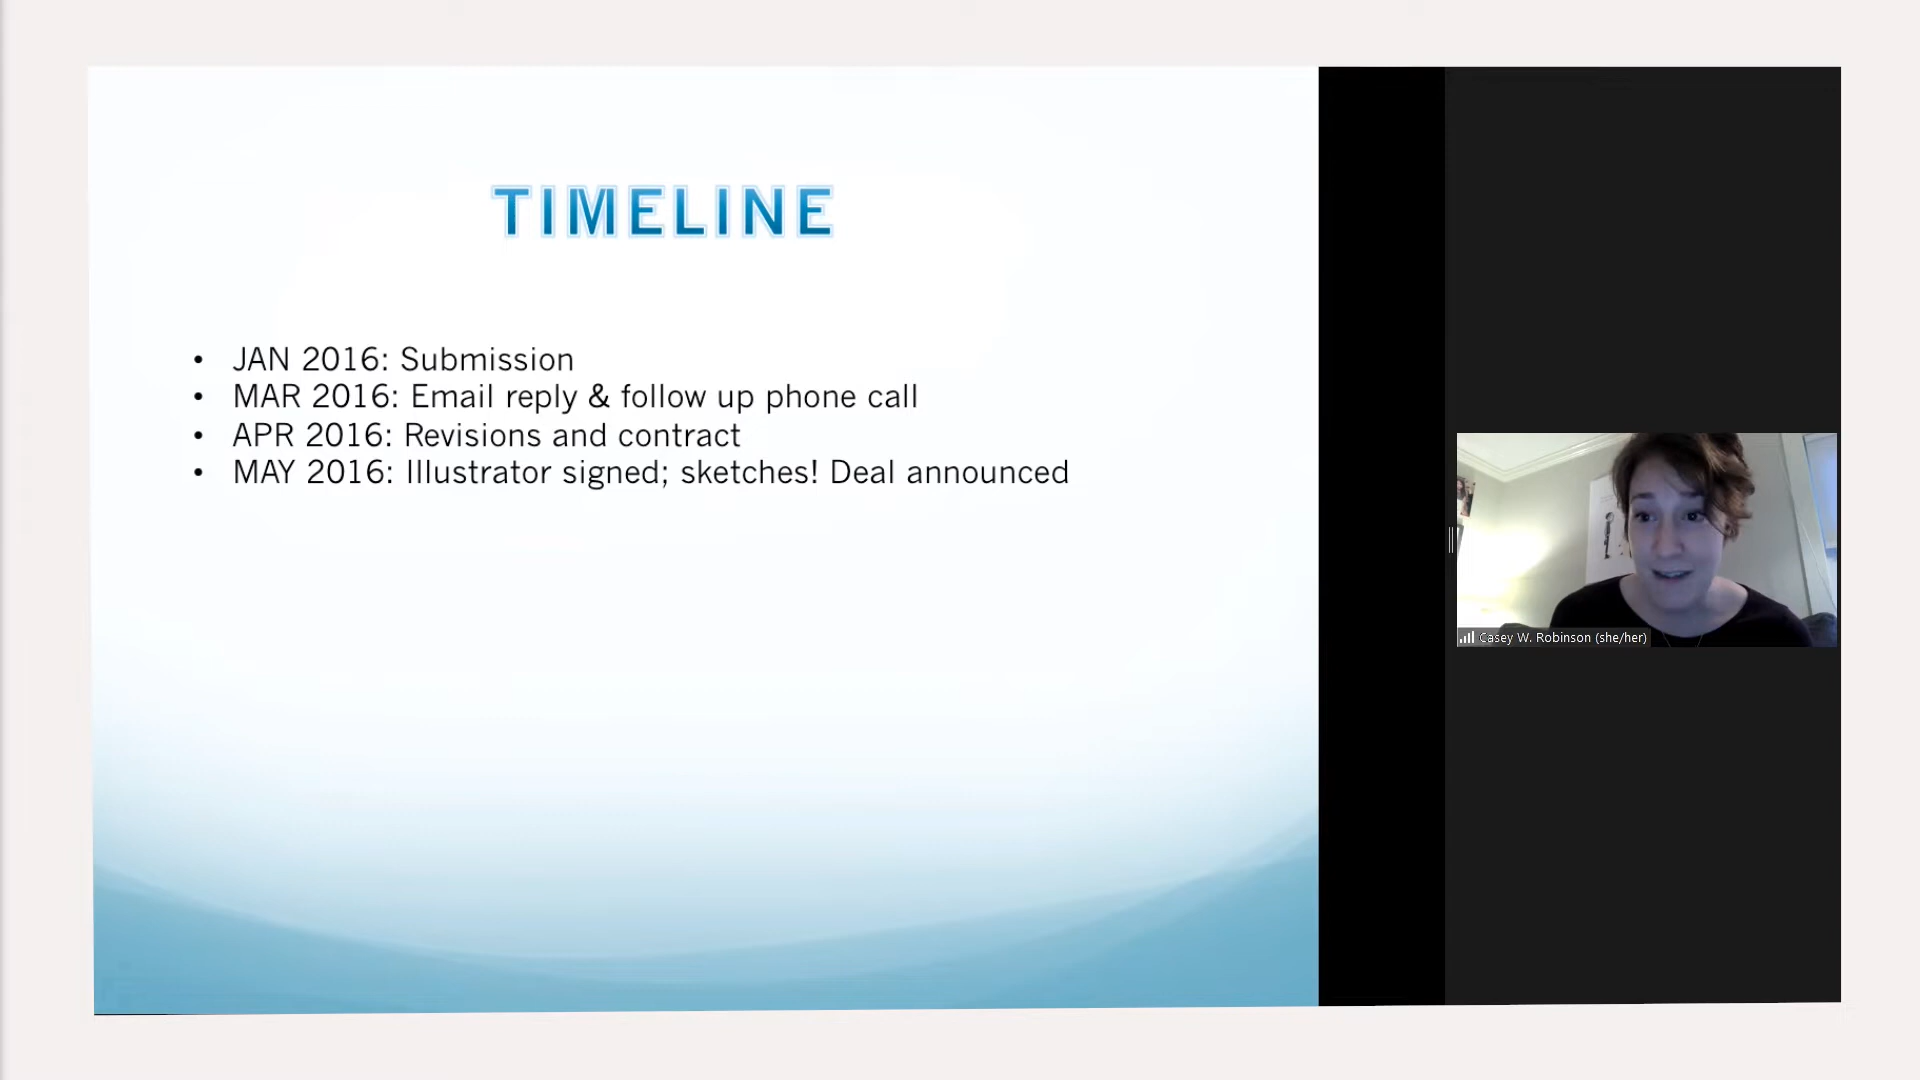 TIMELINE
• JAN 2016: Submission
• MAR 2016: Email reply & follow up phone call
• APR 2016: Revisions and contract
• MAY 2016: Illustrator signed; sketches! Deal announced
Casey W. Robinson (she/her)